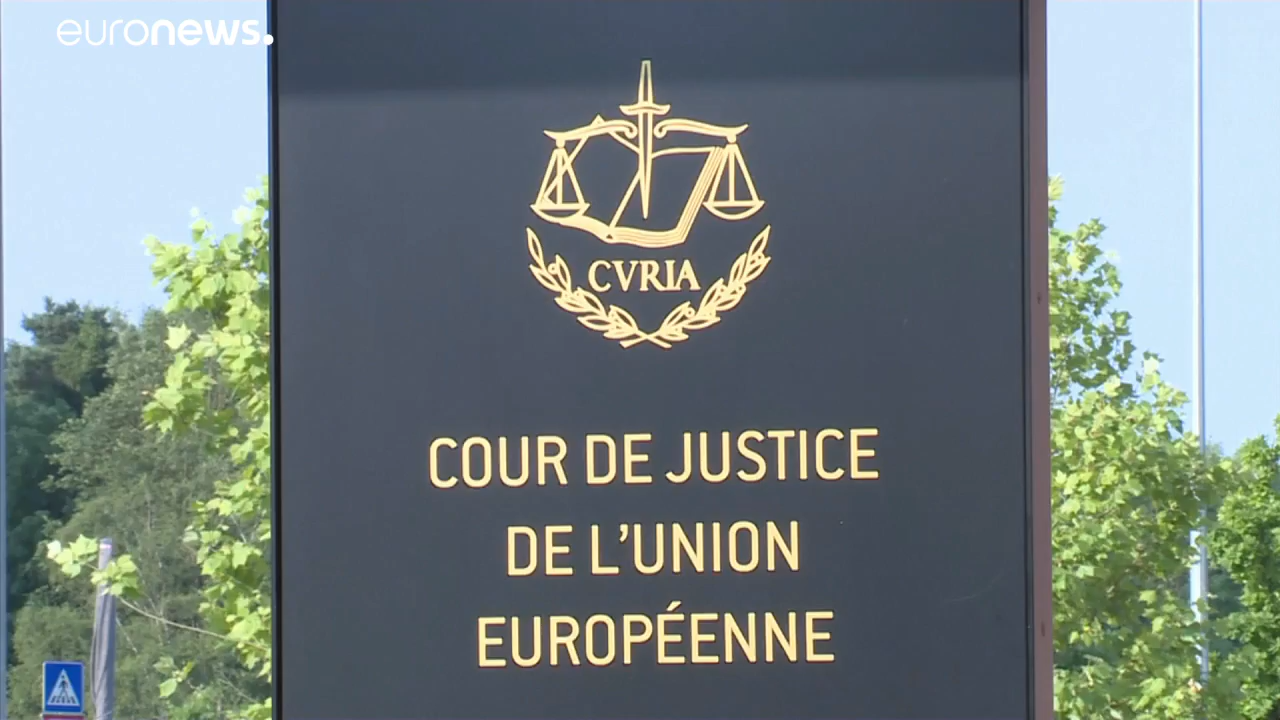 euronews.
CVRIA
COUR DE JUSTICE
DE L'UNION
EUROPÉENNE